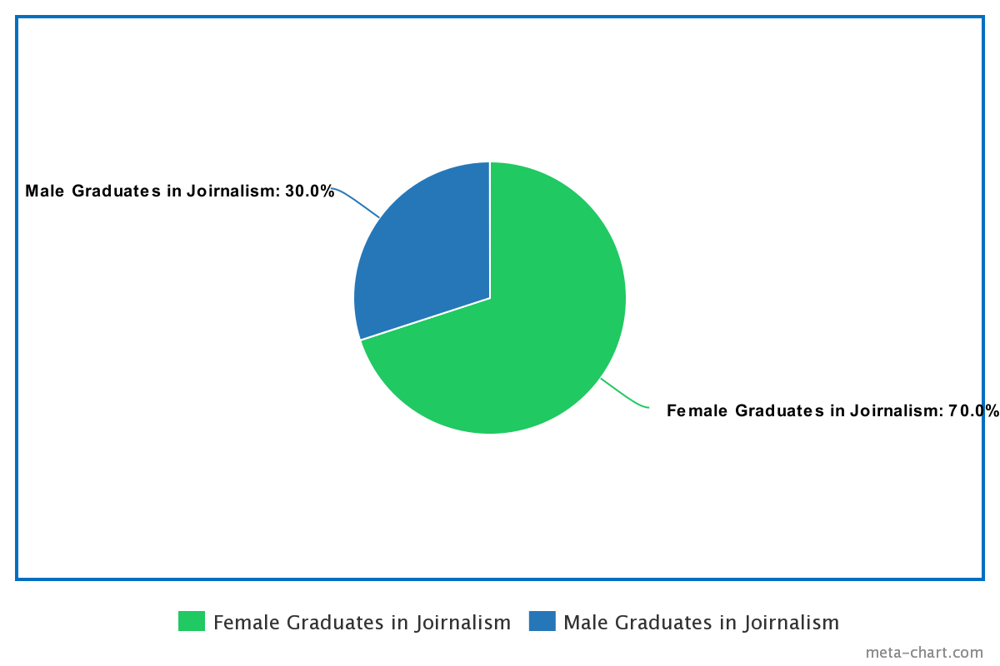 Male Graduates in Joirnalism: 30.0%
Female Graduates in Joirnalism: 70.0%
Female Graduates in Joirnalism
Male Graduates in Joirnalism
meta-chart.com